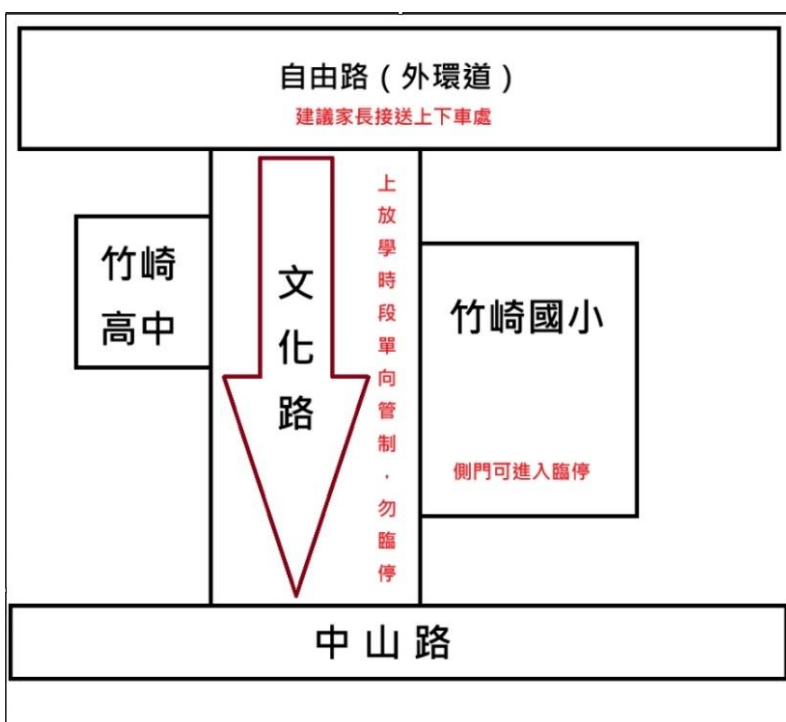 自由路（外環道）
建議家長接送上下車處
竹崎
高中
文化路
上放學時段單向管制，勿臨停
竹崎國小
側門可進入臨停
中山路